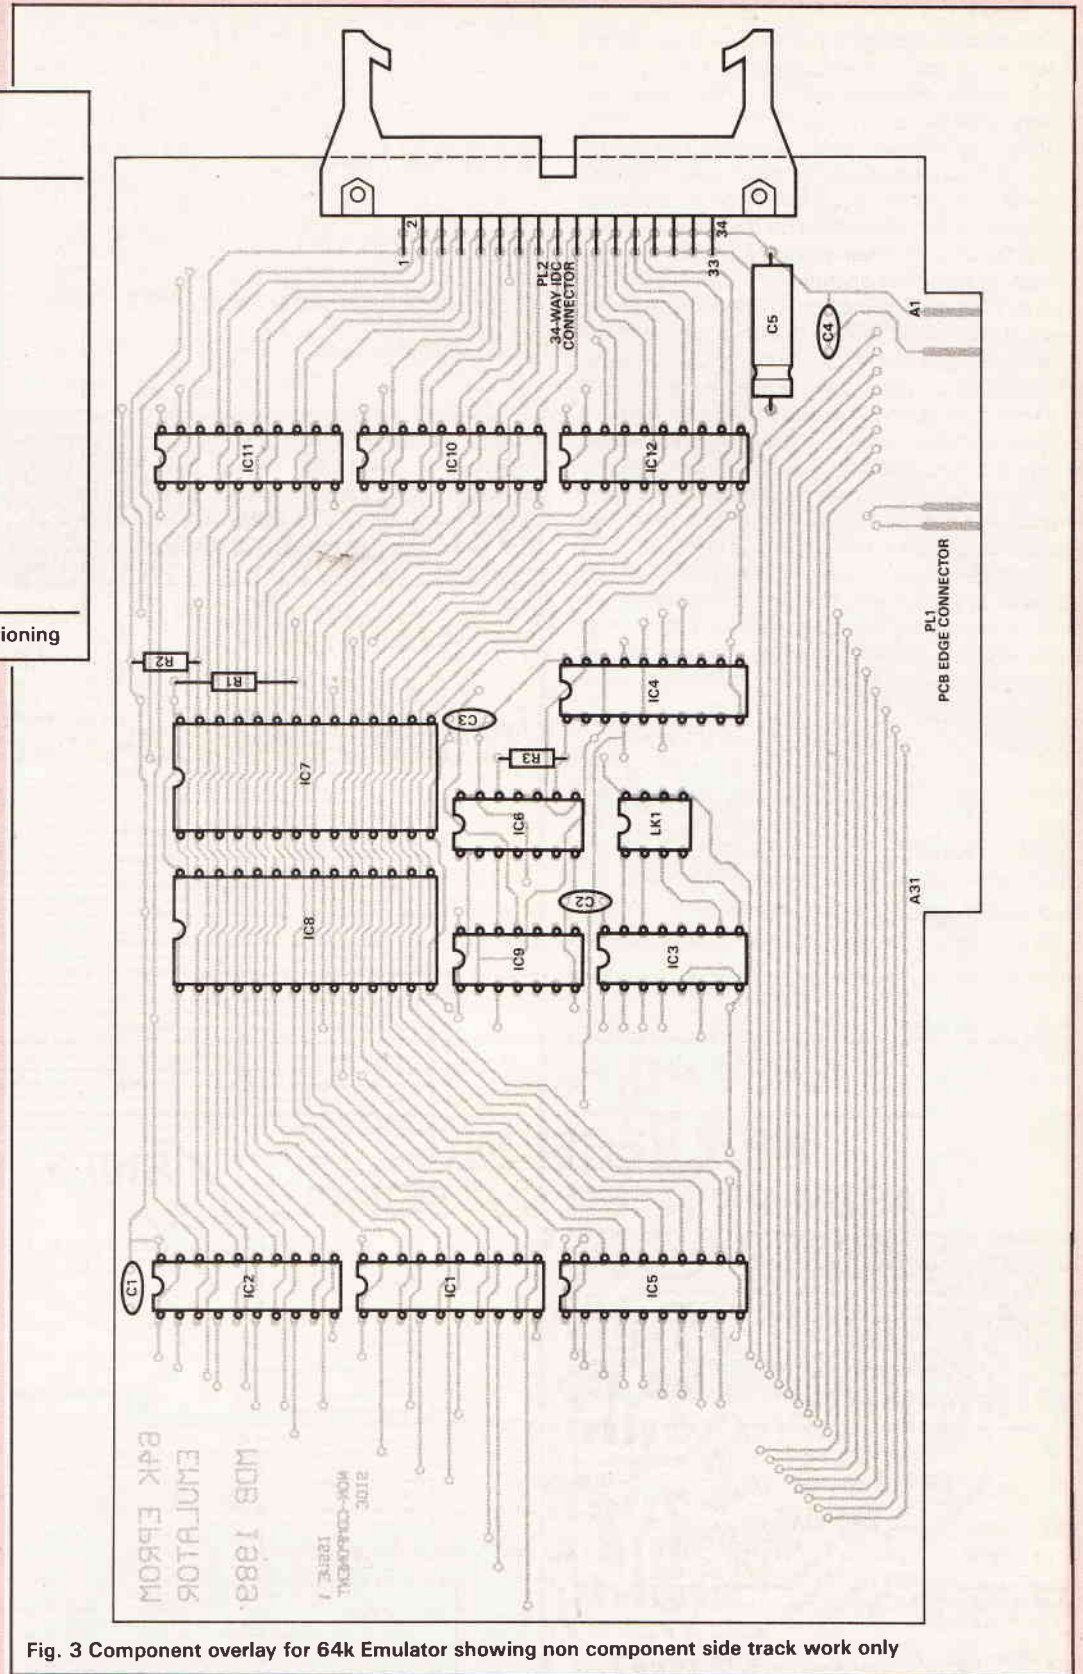 2
34
1
33
PL2
34-WAY IDC
CONNECTOR
C5
C4
A1
IC11
IC10
IC12
PL1
PCB EDGE CONNECTOR
ioning
R2
R1
IC4
C3
IC7
R3
IC6
LK1
IC8
C2
A31
IC9
IC3
C1
IC2
IC1
IC5
64K EPROM
EMULATOR
MDB 1989.
ISSUE 1
NON-COMPONENT
SIDE
Fig. 3 Component overlay for 64k Emulator showing non component side track work only